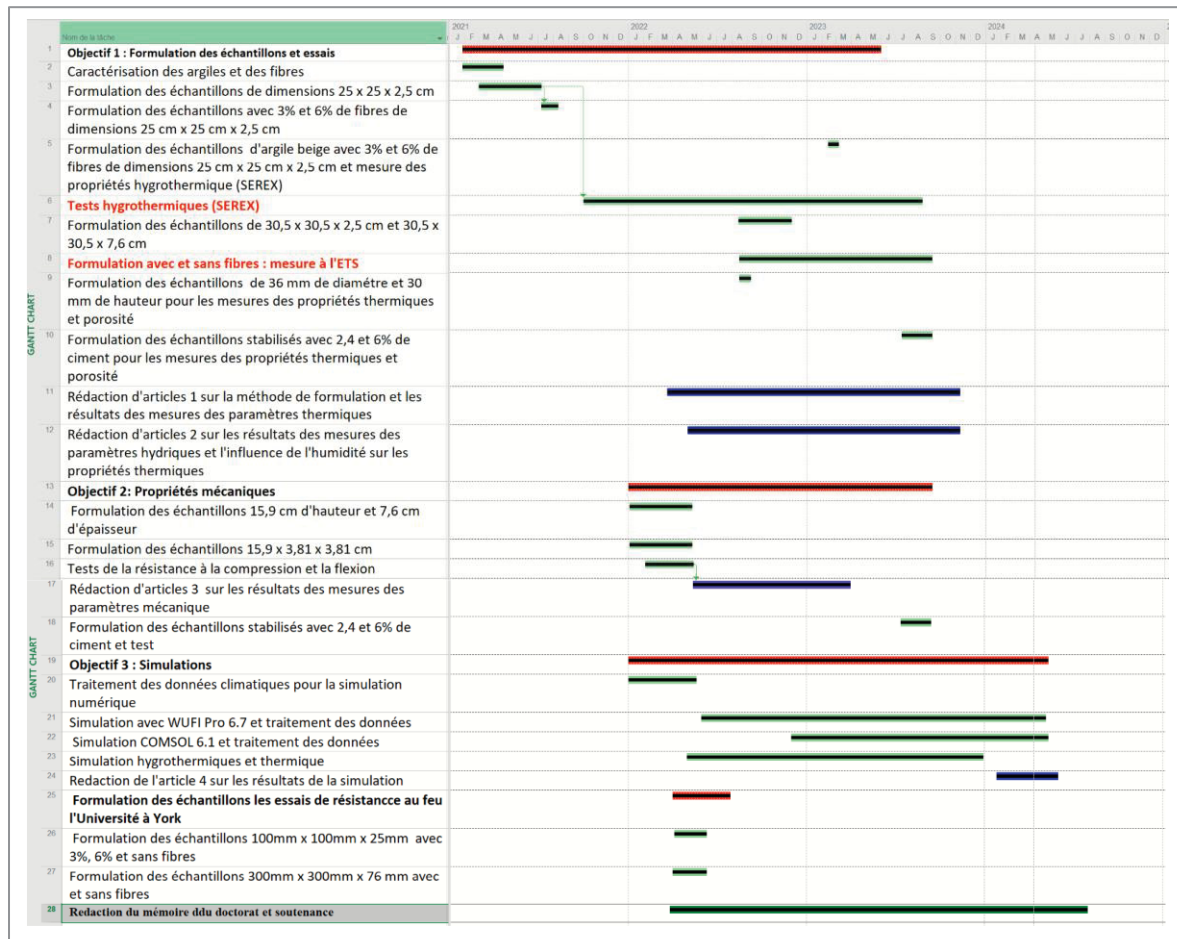 2021 2022 2023 2024 2
Nom de la tâche J F M A M J J A S O N D J F M A M J J A S O N D J F M A M J J A S O N D J F M A M J J A S O N D
1 Objectif 1 : Formulation des échantillons et essais
2 Caractérisation des argiles et des fibres
3 Formulation des échantillons de dimensions 25 x 25 x 2,5 cm
4 Formulation des échantillons avec 3% et 6% de fibres de
dimensions 25 cm x 25 cm x 2,5 cm
5 Formulation des échantillons d'argile beige avec 3% et 6% de
fibres de dimensions 25 cm x 25 cm x 2,5 cm et mesure des
propriétés hygrothermique (SEREX)
6 Tests hygrothermiques (SEREX)
7 Formulation des échantillons de 30,5 x 30,5 x 2,5 cm et 30,5 x
30,5 x 7,6 cm
8 Formulation avec et sans fibres : mesure à l'ETS
9 Formulation des échantillons de 36 mm de diamétre et 30
mm de hauteur pour les mesures des propriétés thermiques
et porosité
GANTT CHART
10 Formulation des échantillons stabilisés avec 2,4 et 6% de
ciment pour les mesures des propriétés thermiques et
porosité
11 Rédaction d'articles 1 sur la méthode de formulation et les
résultats des mesures des paramètres thermiques
12 Rédaction d'articles 2 sur les résultats des mesures des
paramètres hydriques et l'influence de l'humidité sur les
propriétés thermiques
13 Objectif 2: Propriétés mécaniques
14 Formulation des échantillons 15,9 cm d'hauteur et 7,6 cm
d'épaisseur
15 Formulation des échantillons 15,9 x 3,81 x 3,81 cm
16 Tests de la résistance à la compression et la flexion
17 Rédaction d'articles 3 sur les résultats des mesures des
paramètres mécanique
18 Formulation des échantillons stabilisés avec 2,4 et 6% de
ciment et test
GANTT CHART
19 Objectif 3 : Simulations
20 Traitement des données climatiques pour la simulation
numérique
21 Simulation avec WUFI Pro 6.7 et traitement des données
22 Simulation COMSOL 6.1 et traitement des données
23 Simulation hygrothermiques et thermique
24 Redaction de l'article 4 sur les résultats de la simulation
25 Formulation des échantillons les essais de résistancce au feu
l'Université à York
26 Formulation des échantillons 100mm x 100mm x 25mm avec
3%, 6% et sans fibres
27 Formulation des échantillons 300mm x 300mm x 76 mm avec
et sans fibres
28 Redaction du mémoire ddu doctorat et soutenance